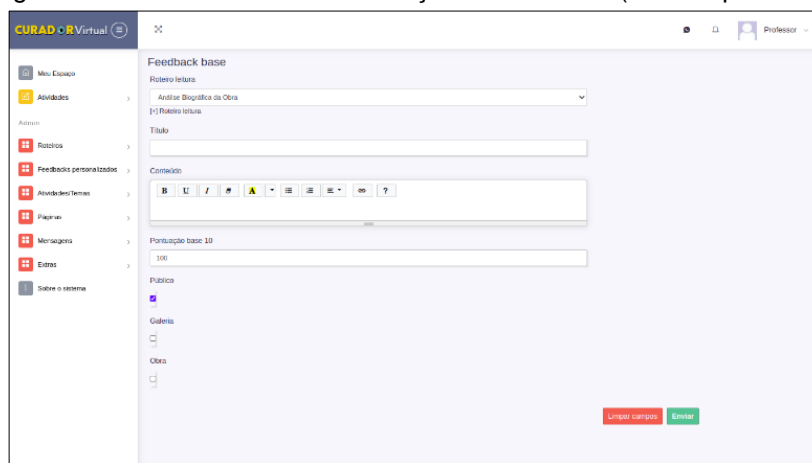 CURADORVirtual
Professor
Meu Espaço
Atividades
Admin
Roteiros
Feedbacks personalizados
Atividades/Temas
Páginas
Mensagens
Extras
Sobre o sistema
Feedback base
Roteiro leitura
Análise Biográfica da Obra
[+] Roteiro leitura
Título
Conteúdo
B U I A ?
Pontuação base 10
100
Público
Galeria
Obra
Limpar campos Enviar